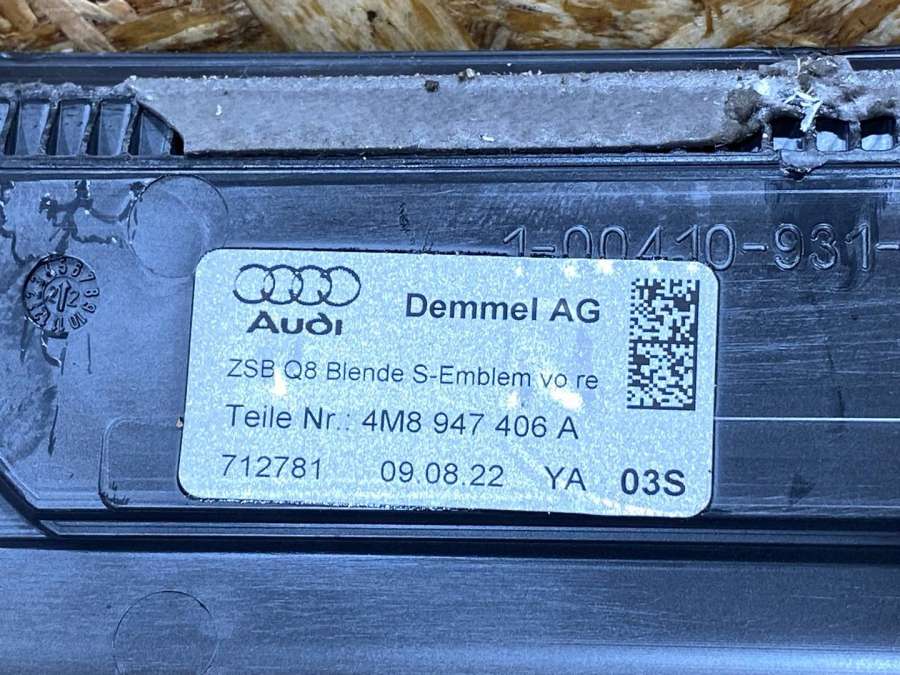 1-00410-931-
Audi
Demmel AG
ZSB Q8 Blende S-Emblem vo re
Teile Nr.: 4M8 947 406 A
712781 09.08.22 YA 03S